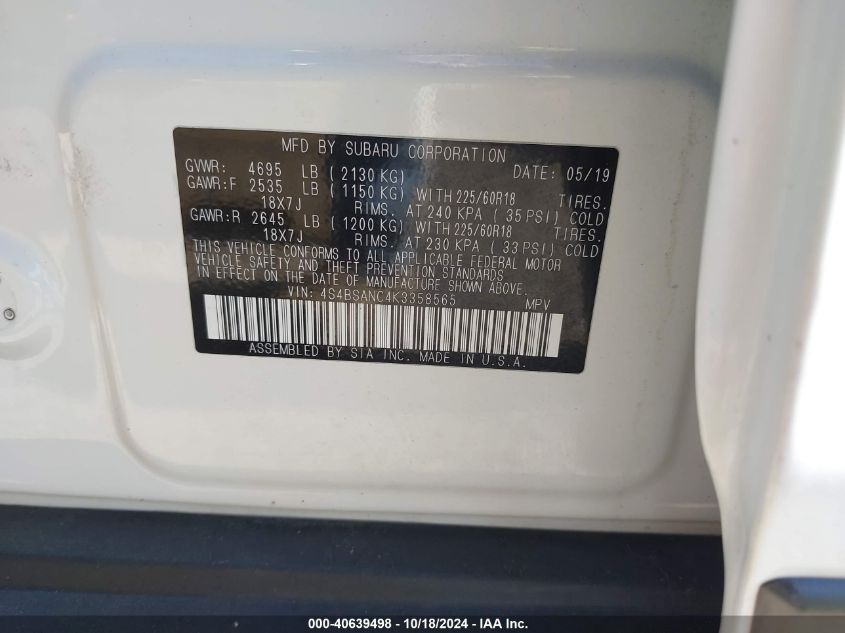 MFD BY SUBARU CORPORATION
GVWR: 4695 LB (2130 KG) DATE: 05/19
GAWR:F 2535 LB (1150 KG) WITH 225/60R18 TIRES.
18X7J RIMS. AT 240 KPA (35 PSI) COLD
GAWR:R 2645 LB (1200 KG) WITH 225/60R18 TIRES.
18X7J RIMS. AT 230 KPA (33 PSI) COLD
THIS VEHICLE CONFORMS TO ALL APPLICABLE FEDERAL MOTOR
VEHICLE SAFETY AND THEFT PREVENTION STANDARDS
IN EFFECT ON THE DATE OF MANUFACTURE SHOWN ABOVE.
VIN: 4S4BSANC4K3358565 MPV
ASSEMBLED BY SIA INC. MADE IN U.S.A.
000-40639498 - 10/18/2024 - IAA Inc.